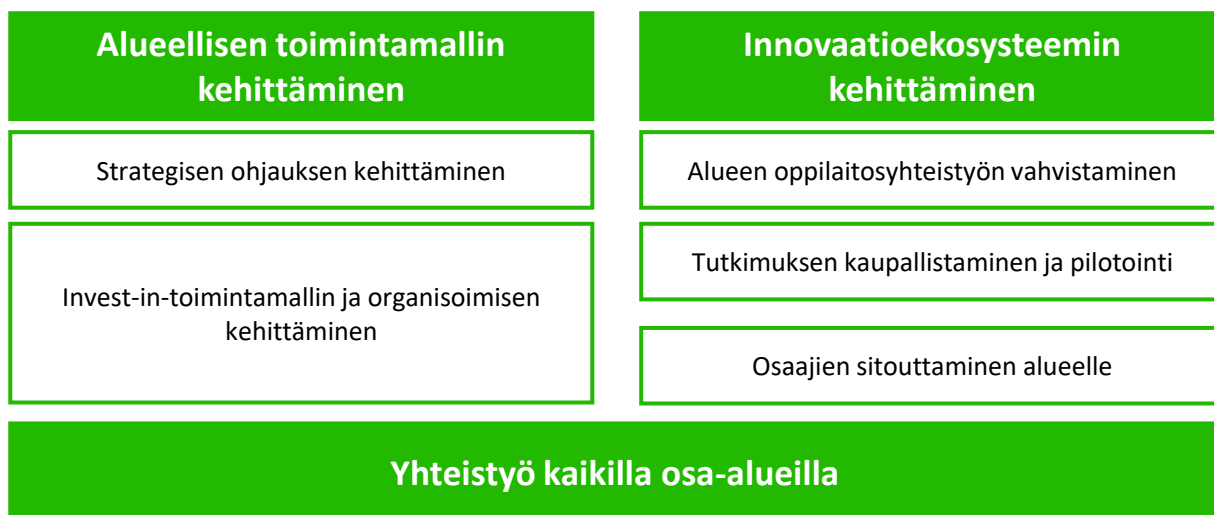 Alueellisen toimintamallin
kehittäminen
Strategisen ohjauksen kehittäminen
Invest-in-toimintamallin ja organisoimisen
kehittäminen
Innovaatioekosysteemin
kehittäminen
Alueen oppilaitosyhteistyön vahvistaminen
Tutkimuksen kaupallistaminen ja pilotointi
Osaajien sitouttaminen alueelle
Yhteistyö kaikilla osa-alueilla